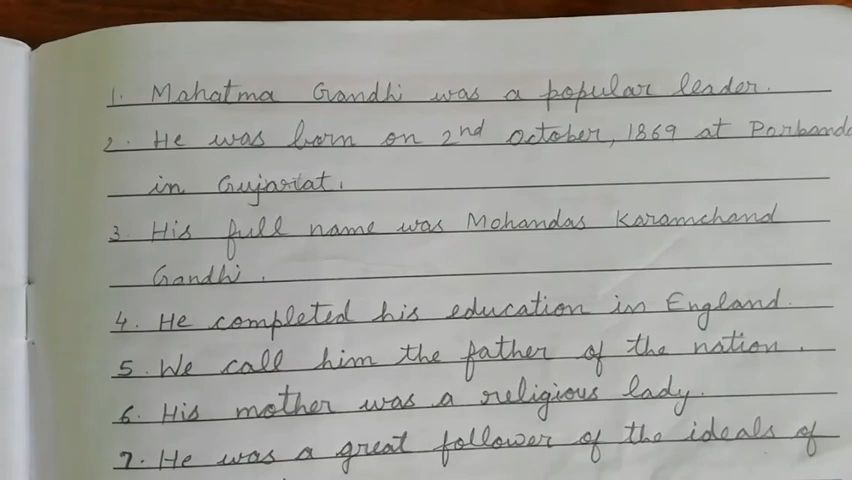 1. Mahatma Gandhi was a popular leader.
2. He was born on 2nd october, 1869 at Porbanda
in Gujarat.
3. His full name was Mohandas Karamchand
Gandhi.
4. He completed his education in England.
5. We call him the father of the nation.
6. His mother was a religious lady.
7. He was a great follower of the ideals of